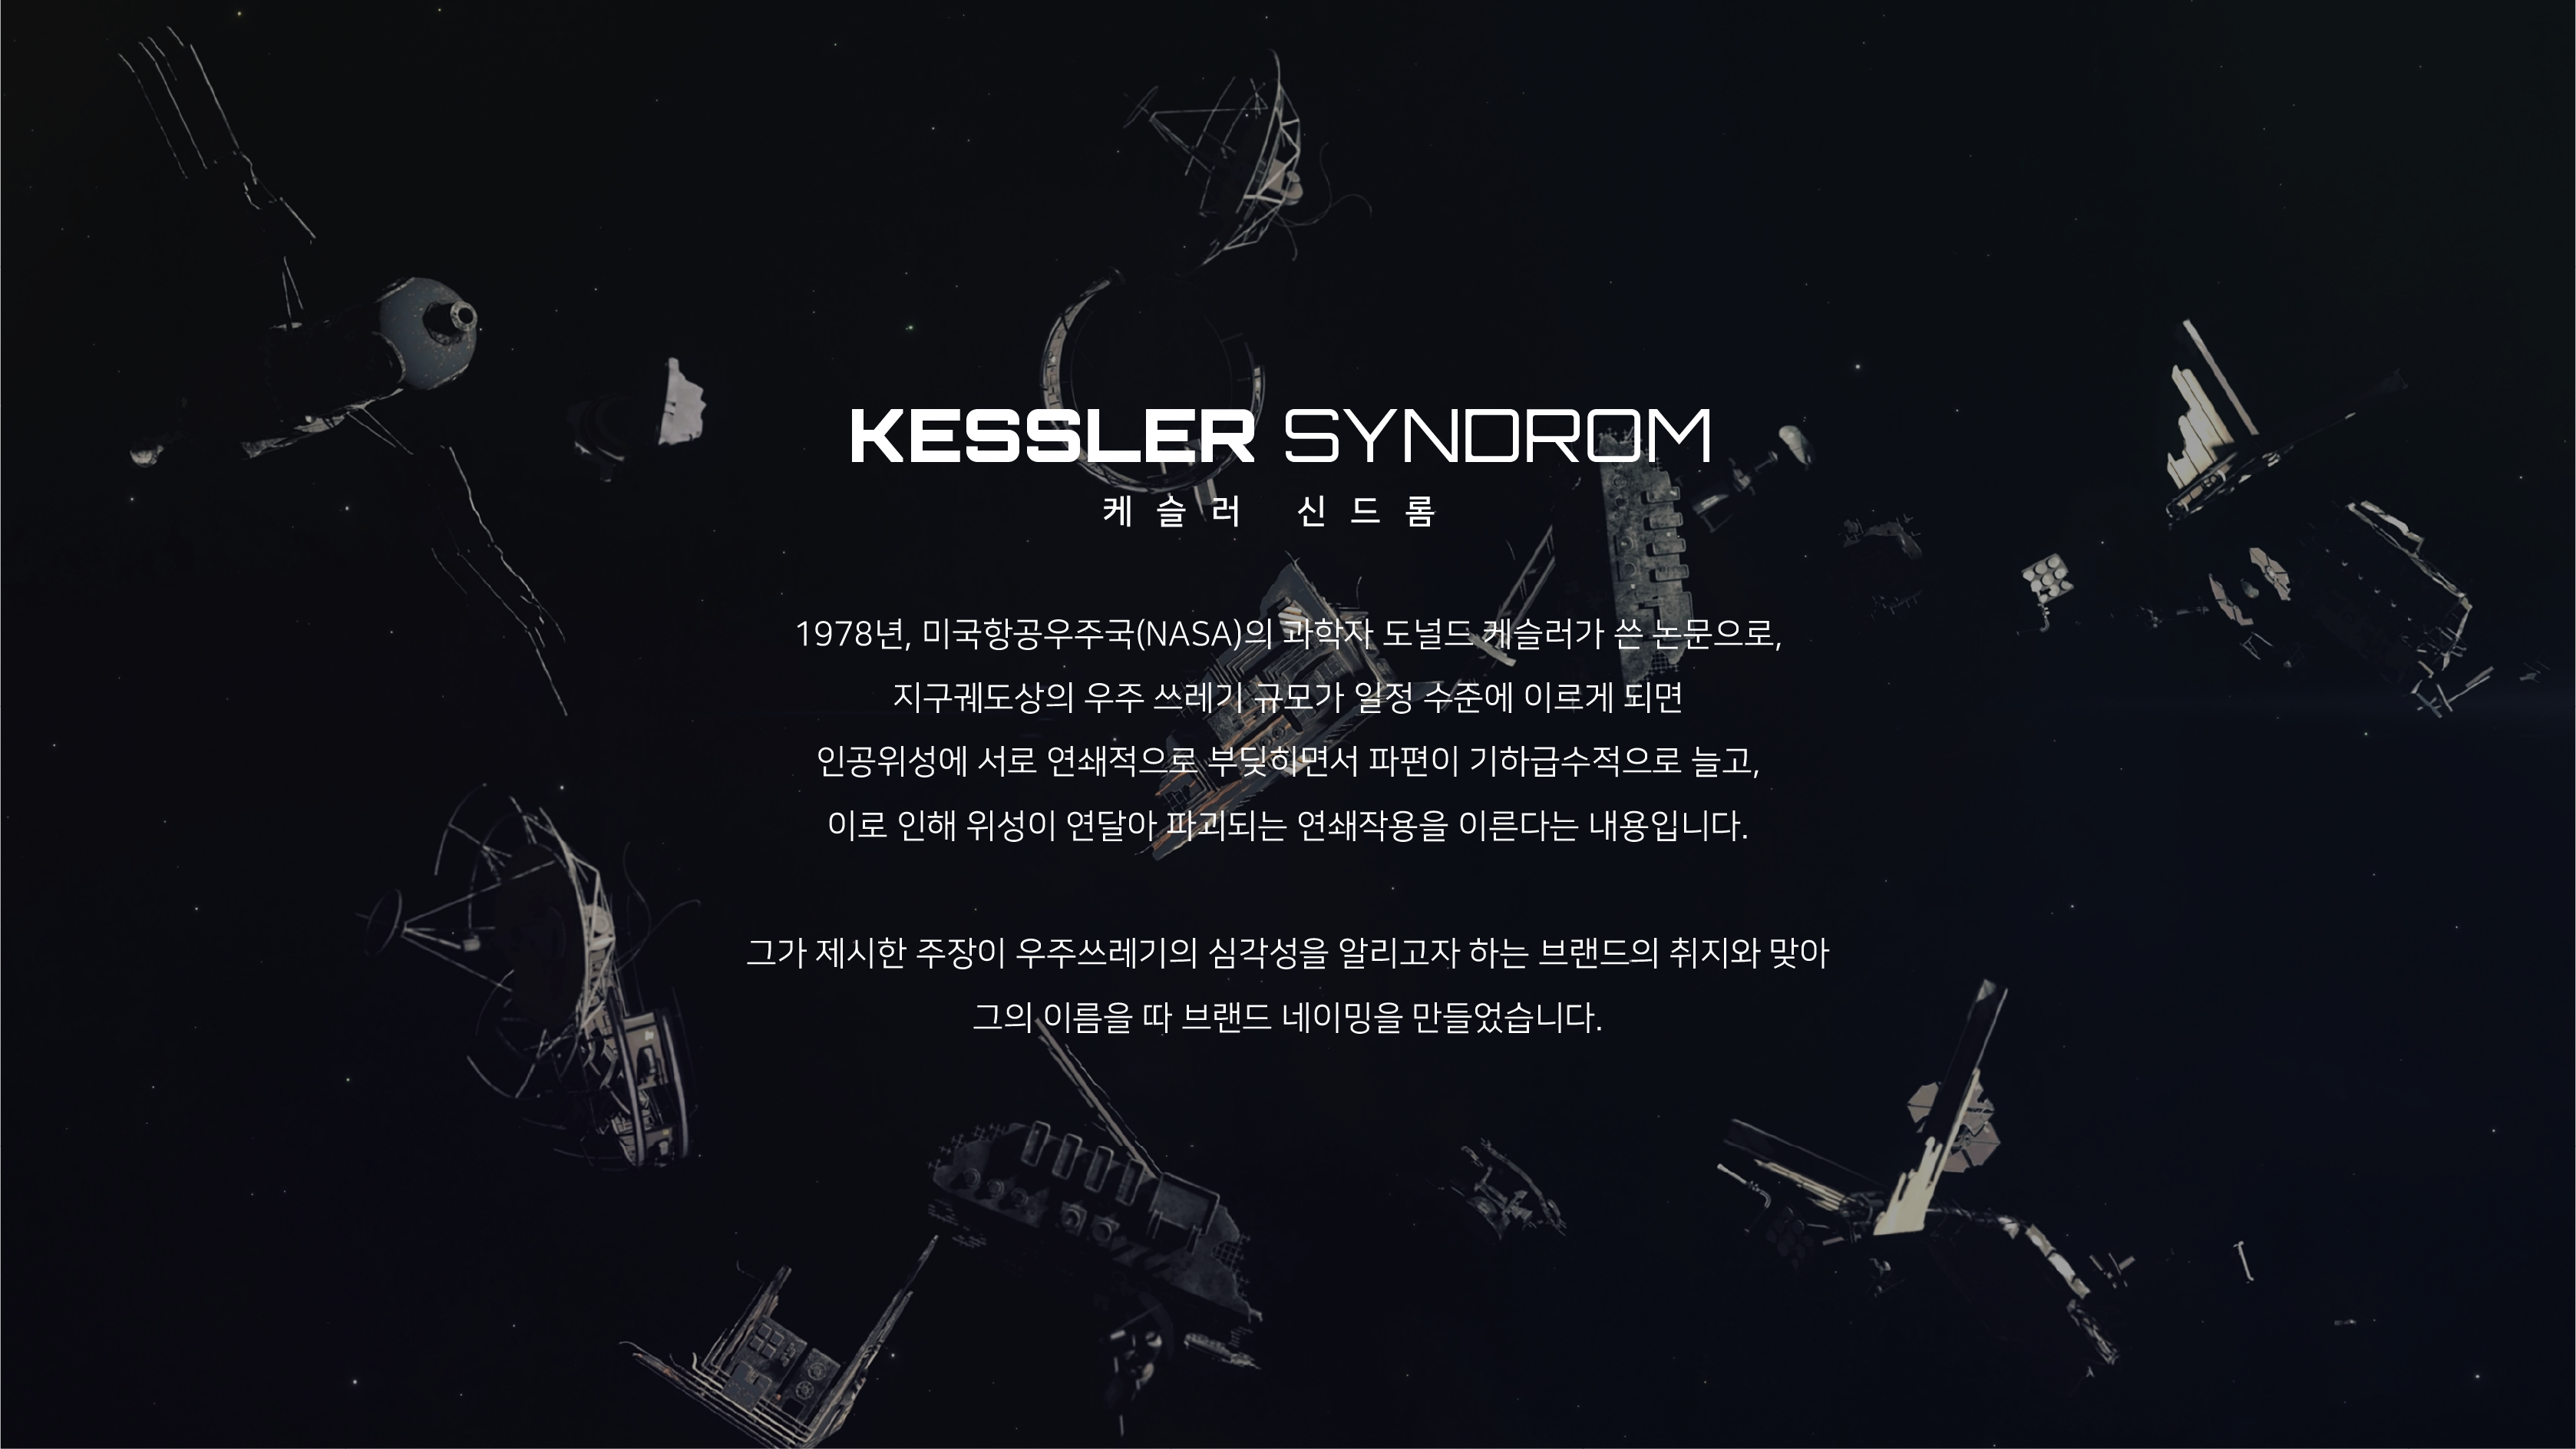 KESSLER SYNDROM
케슬러 신드롬
1978년, 미국항공우주국(NASA)의 과학자 도널드 케슬러가 쓴 논문으로,
지구궤도상의 우주 쓰레기 규모가 일정 수준에 이르게 되면
인공위성에 서로 연쇄적으로 부딪히면서 파편이 기하급수적으로 늘고,
이로 인해 위성이 연달아 파괴되는 연쇄작용을 이른다는 내용입니다.
그가 제시한 주장이 우주쓰레기의 심각성을 알리고자 하는 브랜드의 취지와 맞아
그의 이름을 따 브랜드 네이밍을 만들었습니다.